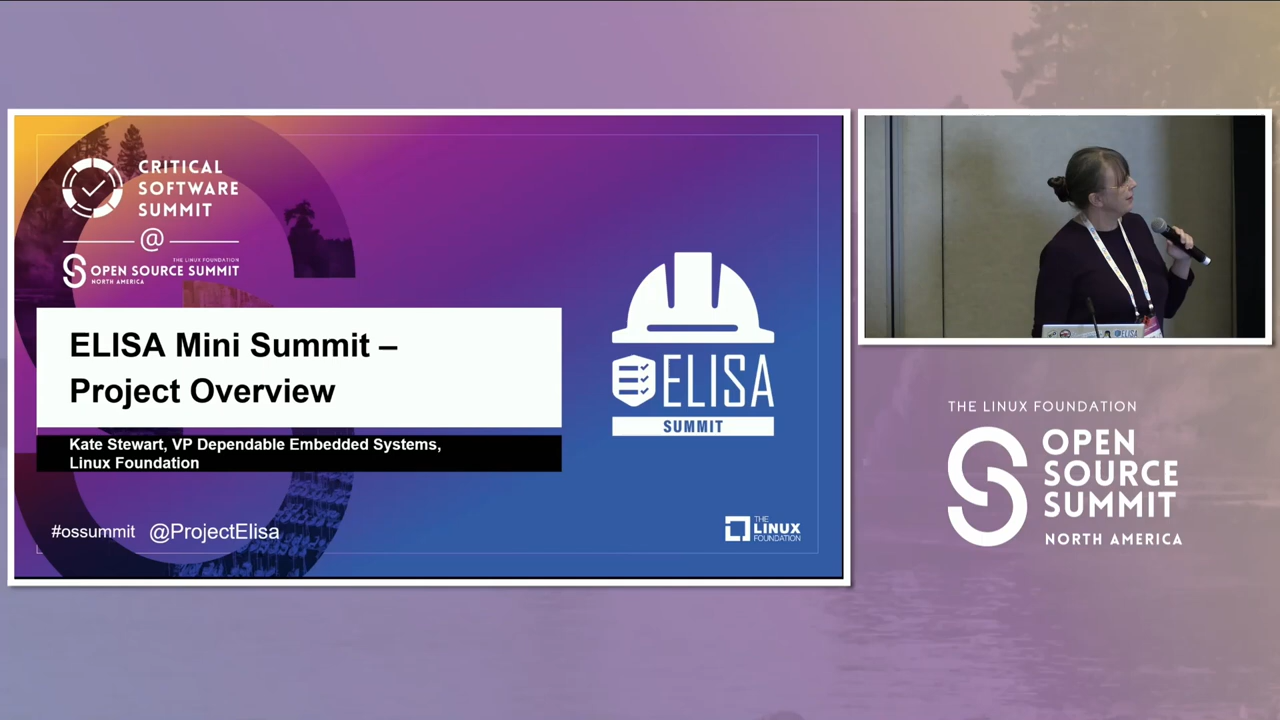 CRITICAL
SOFTWARE
SUMMIT
@
THE LINUX FOUNDATION
OPEN SOURCE SUMMIT
NORTH AMERICA
ELISA Mini Summit –
Project Overview
Kate Stewart, VP Dependable Embedded Systems,
Linux Foundation
#ossummit @ProjectElisa
ELISA
SUMMIT
THE
LINUX
FOUNDATION
ELISA
THE LINUX FOUNDATION
OPEN
SOURCE
SUMMIT
NORTH AMERICA